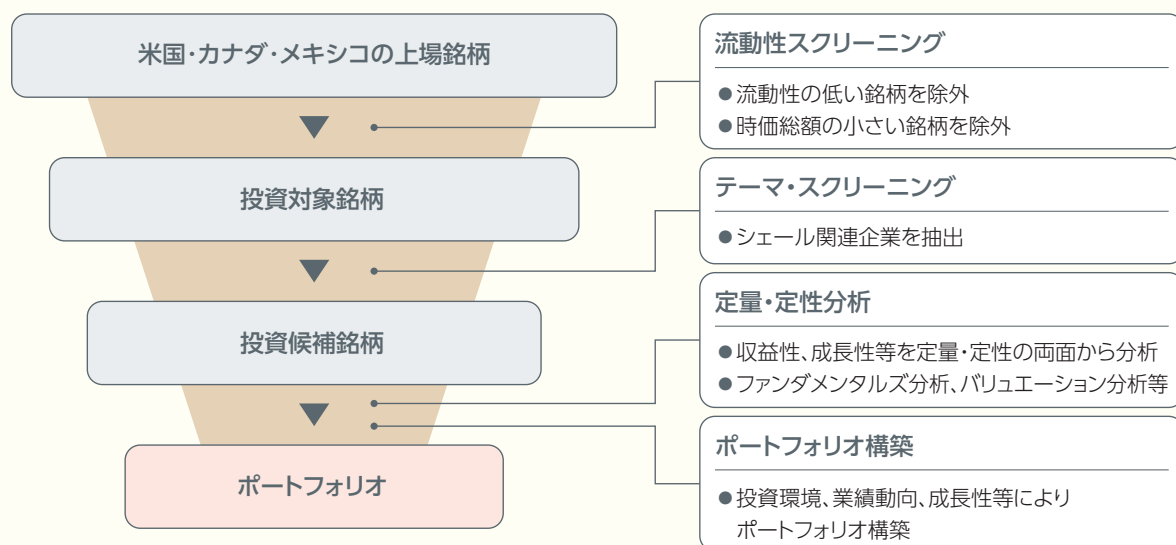 米国・カナダ・メキシコの上場銘柄
流動性スクリーニング
●流動性の低い銘柄を除外
●時価総額の小さい銘柄を除外
投資対象銘柄
テーマ・スクリーニング
●シェール関連企業を抽出
投資候補銘柄
定量・定性分析
●収益性、成長性等を定量・定性の両面から分析
●ファンダメンタルズ分析、バリュエーション分析等
ポートフォリオ
ポートフォリオ構築
●投資環境、業績動向、成長性等により
ポートフォリオ構築